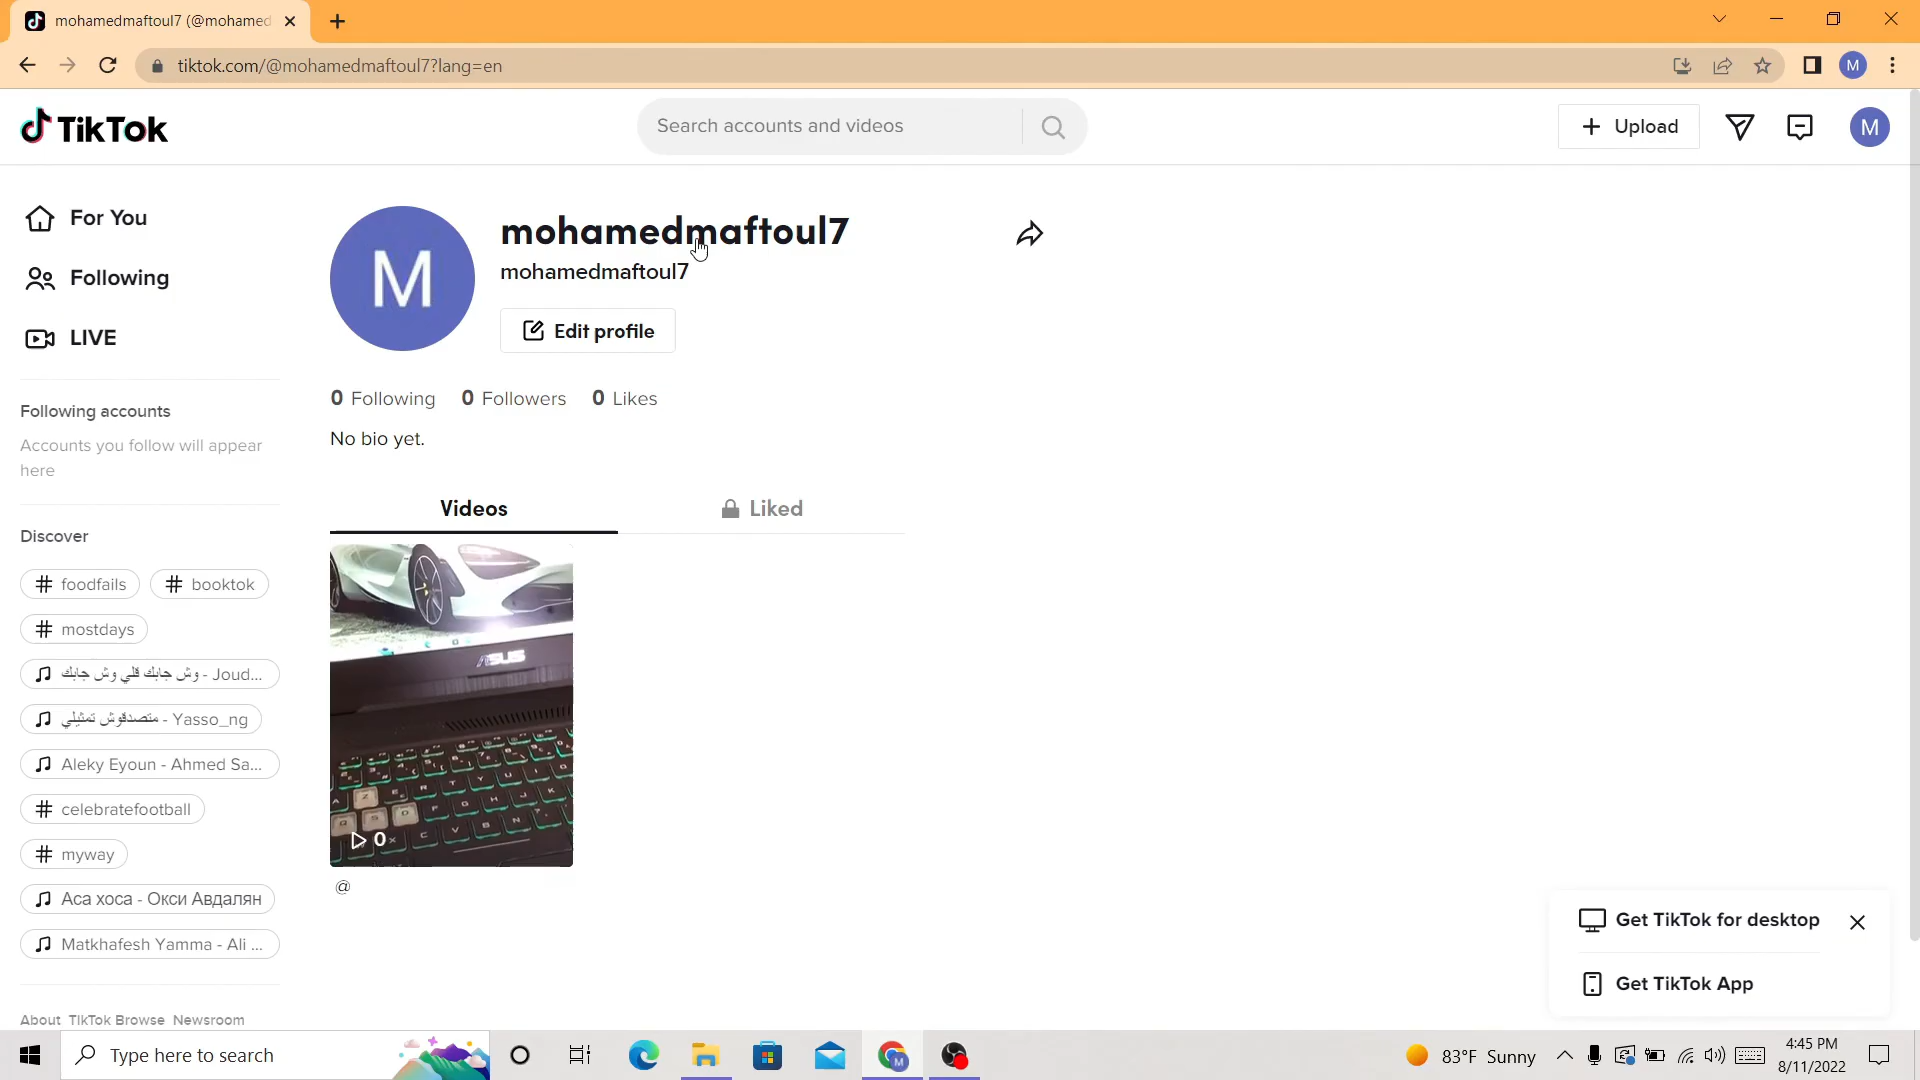 mohamedmaftoul7 (@mohamed
tiktok.com/@mohamedmaftoul7?lang=en
M
TikTok
Search accounts and videos
Upload
M
For You
Following
LIVE
Following accounts
Accounts you follow will appear
here
Discover
# foodfails
# booktok
# mostdays
وش جابك قلي وش جابك - Joud...
متصدقوش تمثيلي - Yasso_ng
Aleky Eyoun - Ahmed Sa...
# celebratefootball
# myway
Аса хоса - Окси Авдалян
Matkhafesh Yamma - Ali ...
About TikTok Browse Newsroom
M
mohamedmaftoul7
mohamedmaftoul7
Edit profile
0 Following 0 Followers 0 Likes
No bio yet.
Videos
Liked
ASUS
0
@
Get TikTok for desktop
Get TikTok App
Type here to search
M
83°F Sunny
4:45 PM
8/11/2022